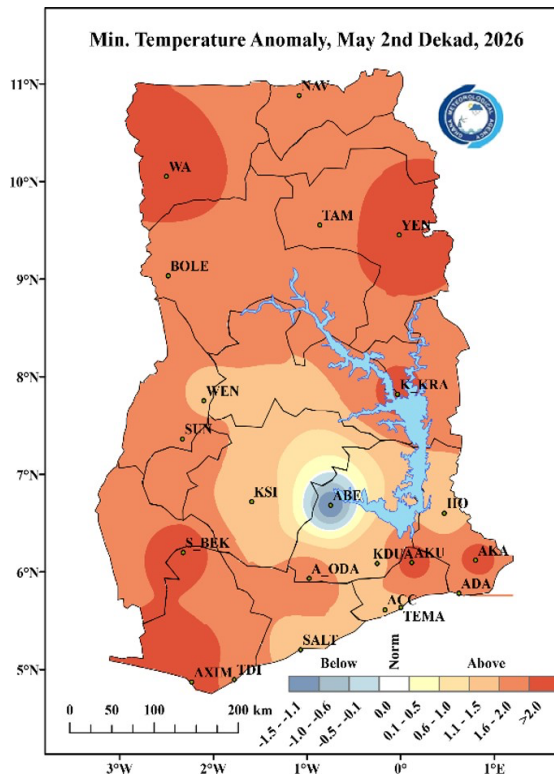 Min. Temperature Anomaly, May 2nd Dekad, 2026
11°N
NAV
GHANA METEOROLOGICAL AGENCY
10°N
WA
TAM
YEN
9°N
BOLE
8°N
WEN
K_KRA
SUN
7°N
KSI
ABE
HO
6°N
S_BEK
A_ODA
KDUA
AKU
AKA
ADA
ACC
TEMA
SALT
5°N
AXIM
TDI
Below
Norm
Above
0 100 200 km
-1.5 - -1.1
-1.0 - -0.6
-0.5 - -0.1
0.0
0.1 - 0.5
0.6 - 1.0
1.1 - 1.5
1.6 - 2.0
>2.0
3°W 2°W 1°W 0° 1°E